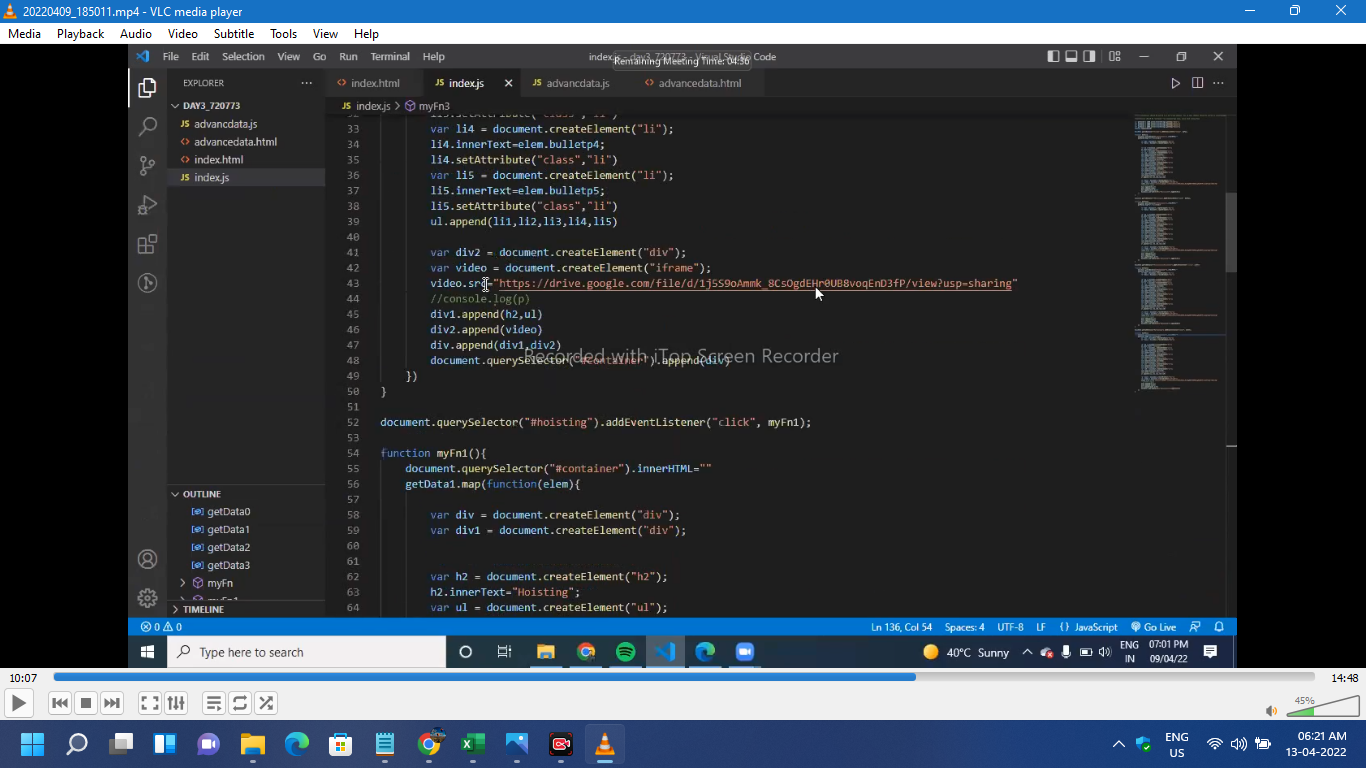 20220409_185011.mp4 - VLC media player
Media Playback Audio Video Subtitle Tools View Help
File Edit Selection View Go Run Terminal Help
Remaining Meeting Time: 04:36
EXPLORER
index.html
JS index.js
JS advancdata.js
advancedata.html
DAY3_720773
JS index.js > myFn3
JS advancdata.js
advancedata.html
index.html
JS index.js
33 var li4 = document.createElement("li");
34 li4.innerText=elem.bulletp4;
35 li4.setAttribute("class","li")
36 var li5 = document.createElement("li");
37 li5.innerText=elem.bulletp5;
38 li5.setAttribute("class","li")
39 ul.append(li1,li2,li3,li4,li5)
40
41 var div2 = document.createElement("div");
42 var video = document.createElement("iframe");
43 video.src="https://drive.google.com/file/d/1jSS9oAmmk_8CsOgdEHr0UB8voqEnD3fP/view?usp=sharing"
44 //console.log(p)
45 div1.append(h2,ul)
46 div2.append(video)
47 div.append(div1,div2)
Recorded with iTop Screen Recorder
48 document.querySelector("#container").append(div)
49 })
50 }
51
52 document.querySelector("#hoisting").addEventListener("click", myFn1);
53
54 function myFn1(){
55 document.querySelector("#container").innerHTML=""
56 getData1.map(function(elem){
57
58 var div = document.createElement("div");
59 var div1 = document.createElement("div");
60
61
62 var h2 = document.createElement("h2");
63 h2.innerText="Hoisting";
64 var ul = document.createElement("ul");
OUTLINE
getData0
getData1
getData2
getData3
myFn
TIMELINE
0 0
Ln 136, Col 54 Spaces: 4 UTF-8 LF {} JavaScript Go Live
Type here to search
40°C Sunny
ENG
IN
07:01 PM
09/04/22
10:07
14:48
45%
ENG
US
06:21 AM
13-04-2022